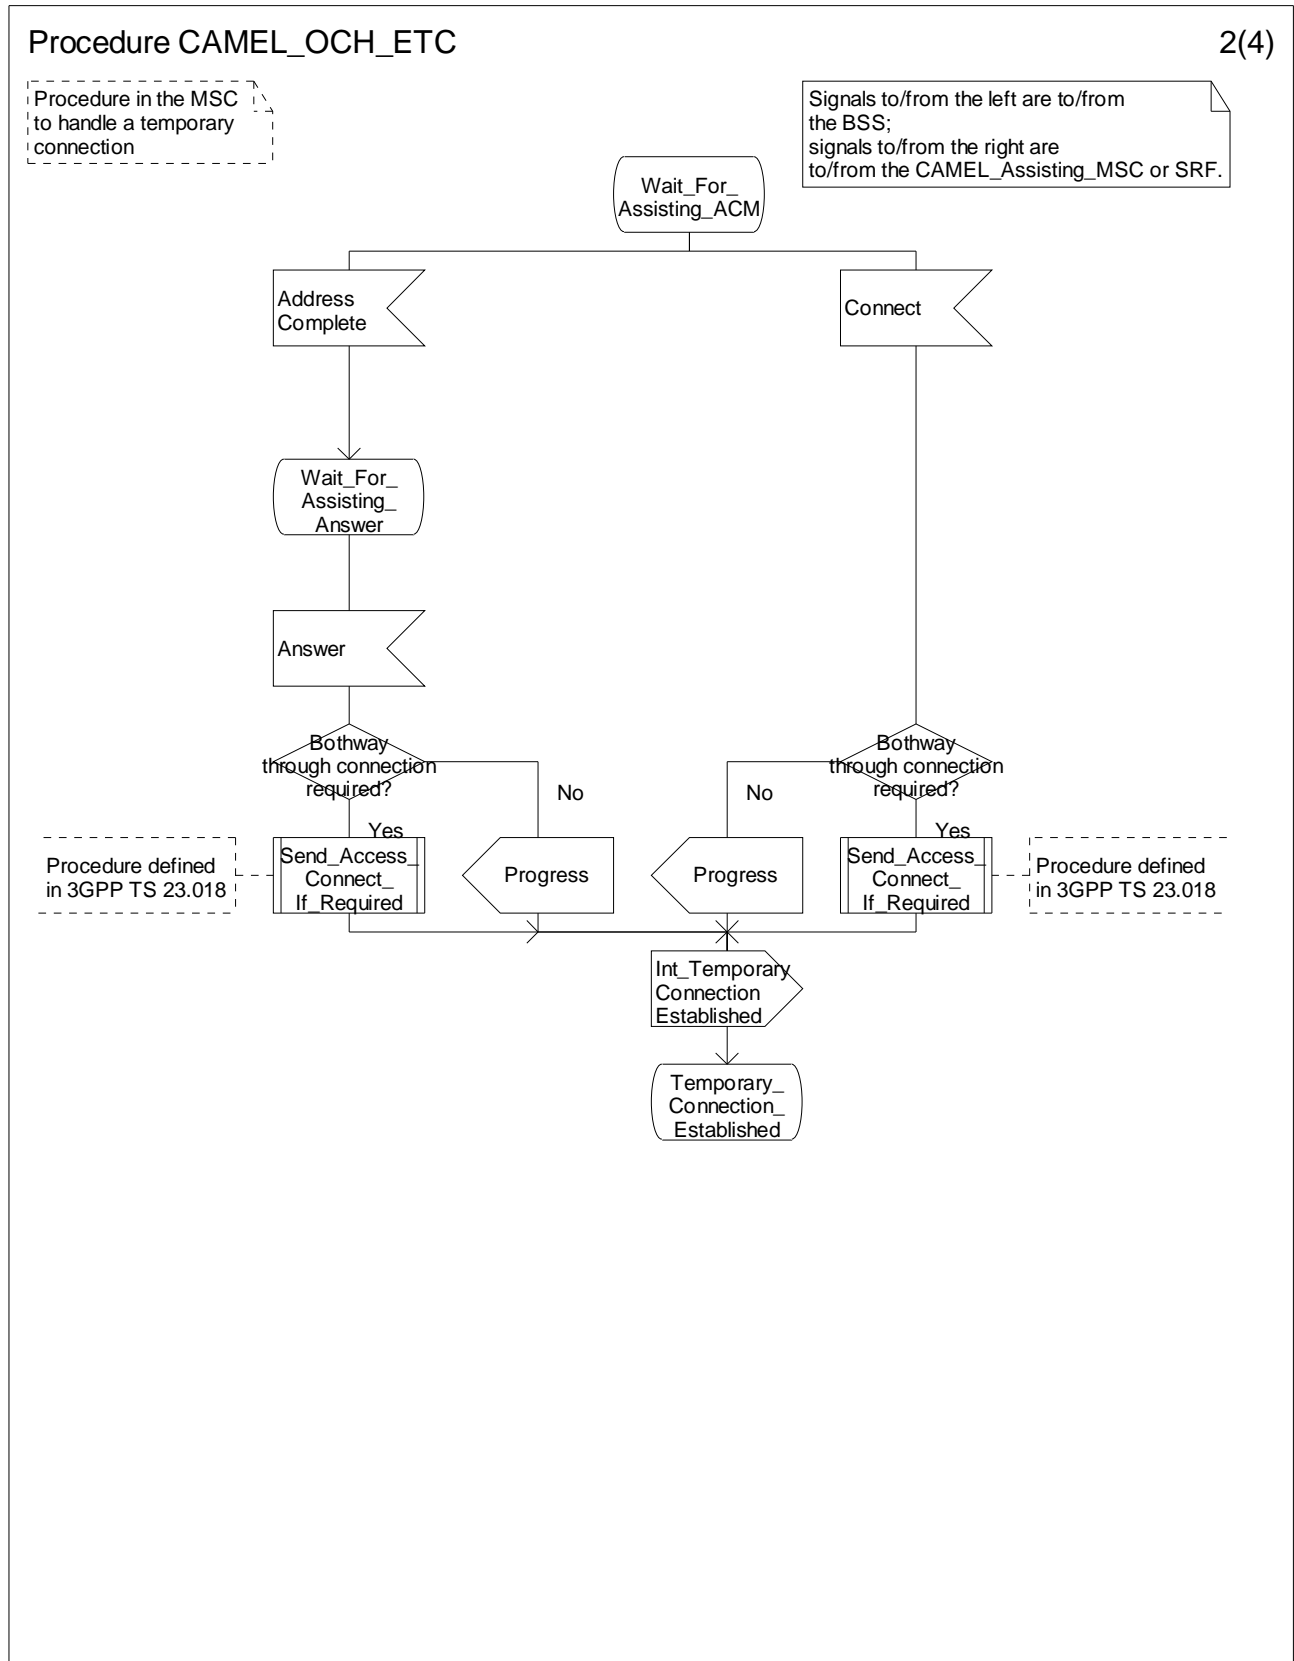 Procedure CAMEL_OCH_ETC
2(4)
Procedure in the MSC
to handle a temporary
connection
Signals to/from the left are to/from
the BSS;
signals to/from the right are
to/from the CAMEL_Assisting_MSC or SRF.
Wait_For_
Assisting_ACM
Address
Complete
Connect
Wait_For_
Assisting_
Answer
Answer
Bothway
through connection
required?
No
Yes
No
Bothway
through connection
required?
Yes
Procedure defined
in 3GPP TS 23.018
Send_Access_
Connect_
If_Required
Progress
Progress
Send_Access_
Connect_
If_Required
Procedure defined
in 3GPP TS 23.018
Int_Temporary
Connection
Established
Temporary_
Connection_
Established